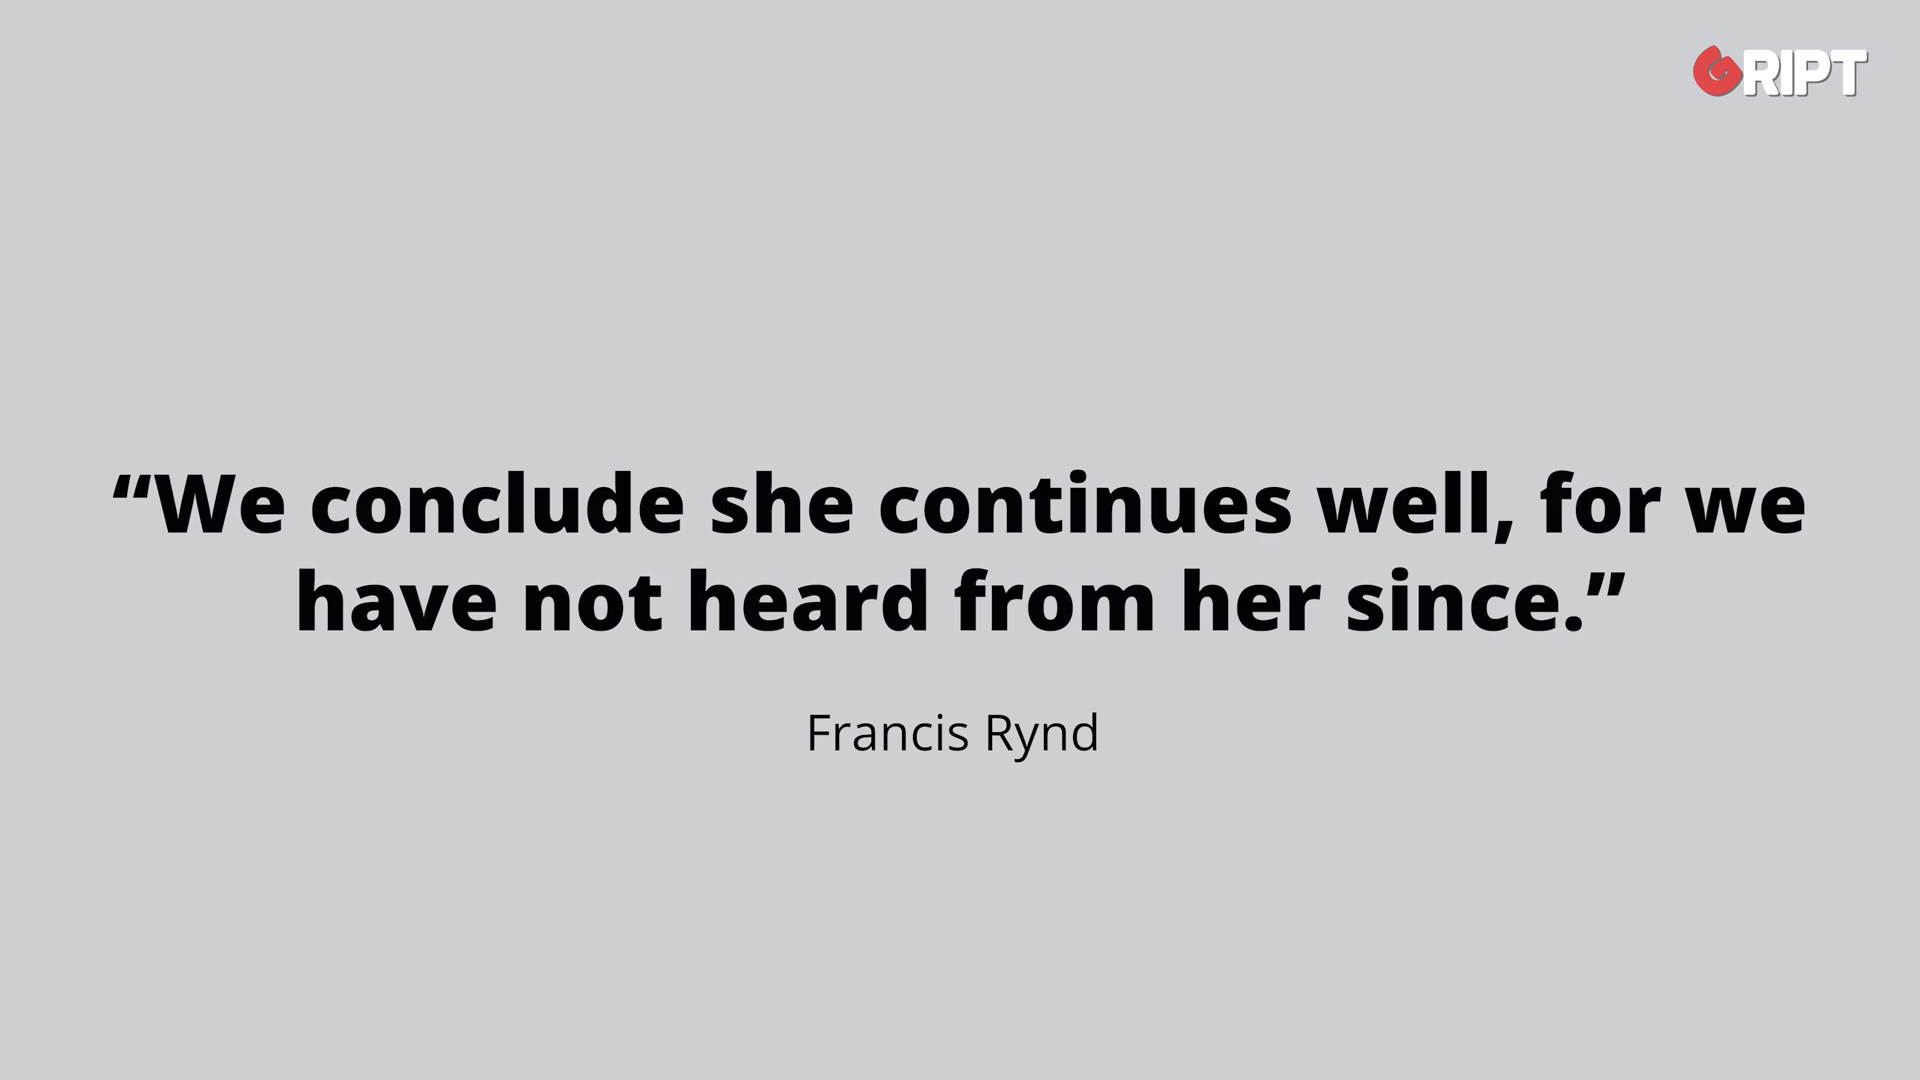 GRIPT
“We conclude she continues well, for we
have not heard from her since.”
Francis Rynd